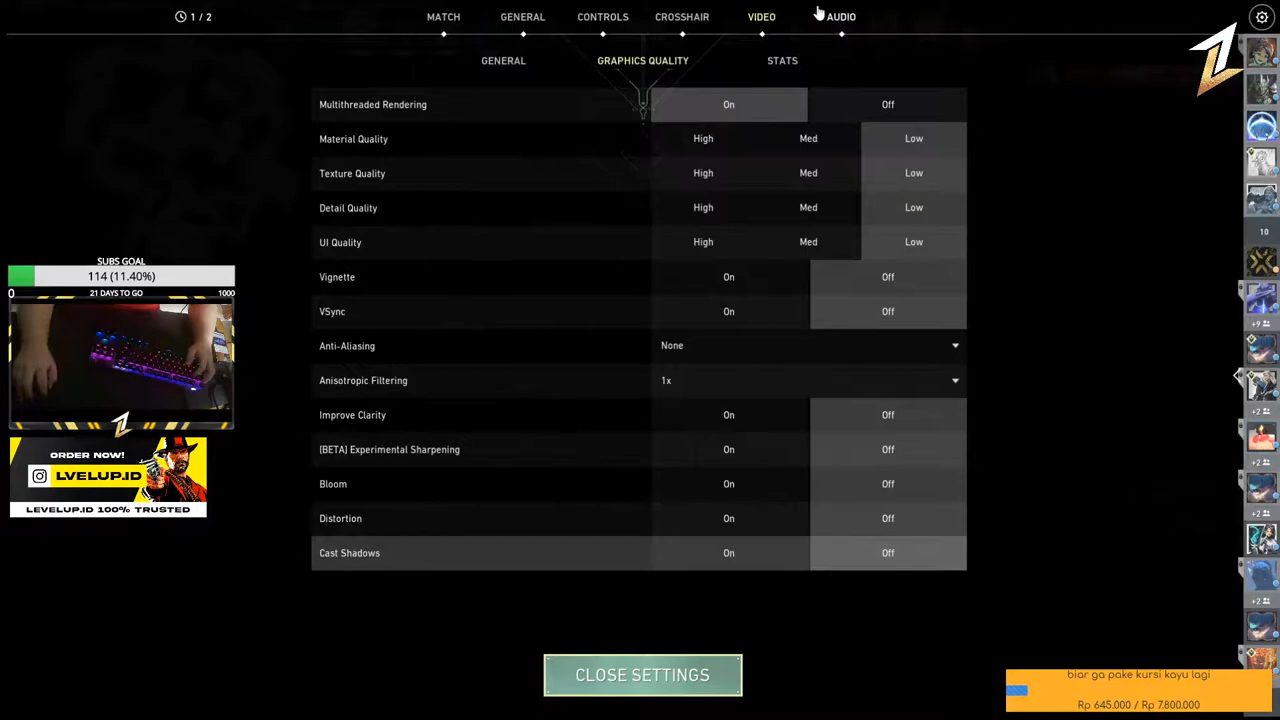 1 / 2
MATCH GENERAL CONTROLS CROSSHAIR VIDEO AUDIO
GENERAL GRAPHICS QUALITY STATS
Multithreaded Rendering On Off
Material Quality High Med Low
Texture Quality High Med Low
Detail Quality High Med Low
UI Quality High Med Low
Vignette On Off
VSync On Off
Anti-Aliasing None
Anisotropic Filtering 1x
Improve Clarity On Off
[BETA] Experimental Sharpening On Off
Bloom On Off
Distortion On Off
Cast Shadows On Off
CLOSE SETTINGS
SUBS GOAL
114 (11.40%)
0 21 DAYS TO GO 1000
ORDER NOW!
LVELUP.ID
LEVELUP.ID 100% TRUSTED
10
+9
+2
+2
+2
+2
biar ga pake kursi kayu lagi
Rp 645.000 / Rp 7.800.000